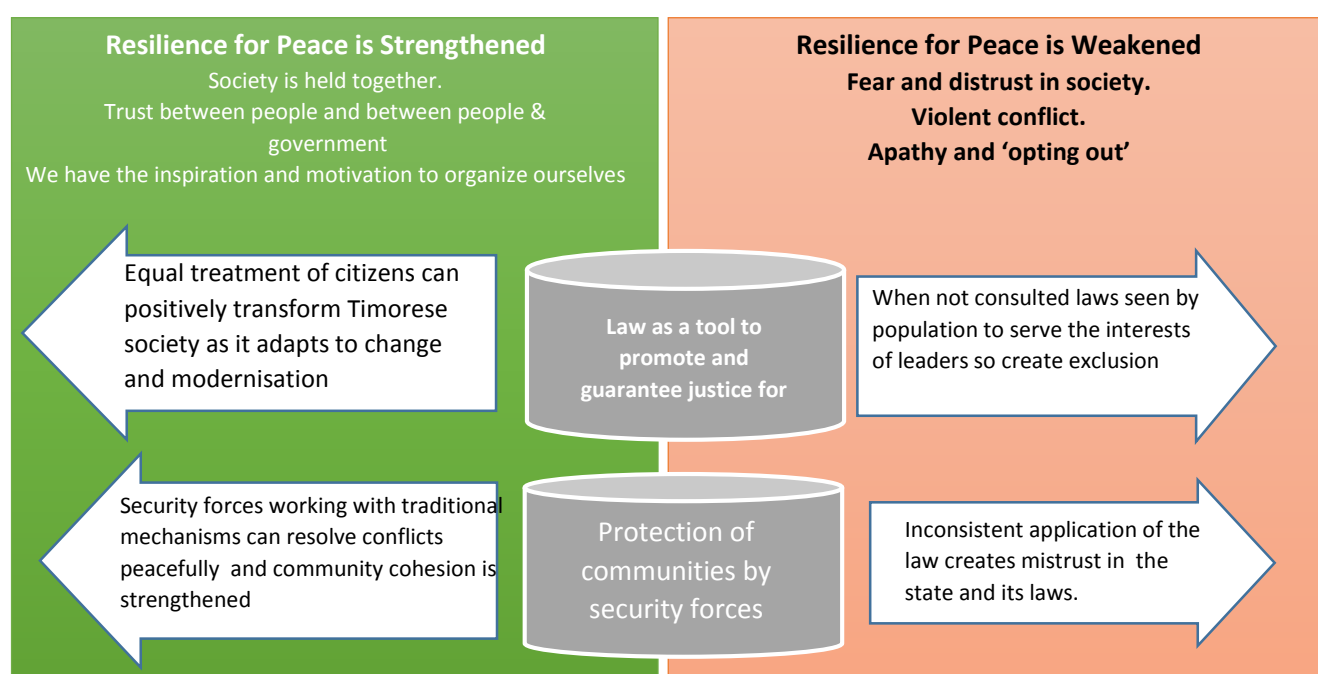 Resilience for Peace is Strengthened
Society is held together.
Trust between people and between people &
government
We have the inspiration and motivation to organize ourselves
Resilience for Peace is Weakened
Fear and distrust in society.
Violent conflict.
Apathy and ‘opting out’
Equal treatment of citizens can
positively transform Timorese
society as it adapts to change
and modernisation
Law as a tool to
promote and
guarantee justice for
When not consulted laws seen by
population to serve the interests
of leaders so create exclusion
Security forces working with traditional
mechanisms can resolve conflicts
peacefully and community cohesion is
strengthened
Protection of
communities by
security forces
Inconsistent application of the
law creates mistrust in the
state and its laws.